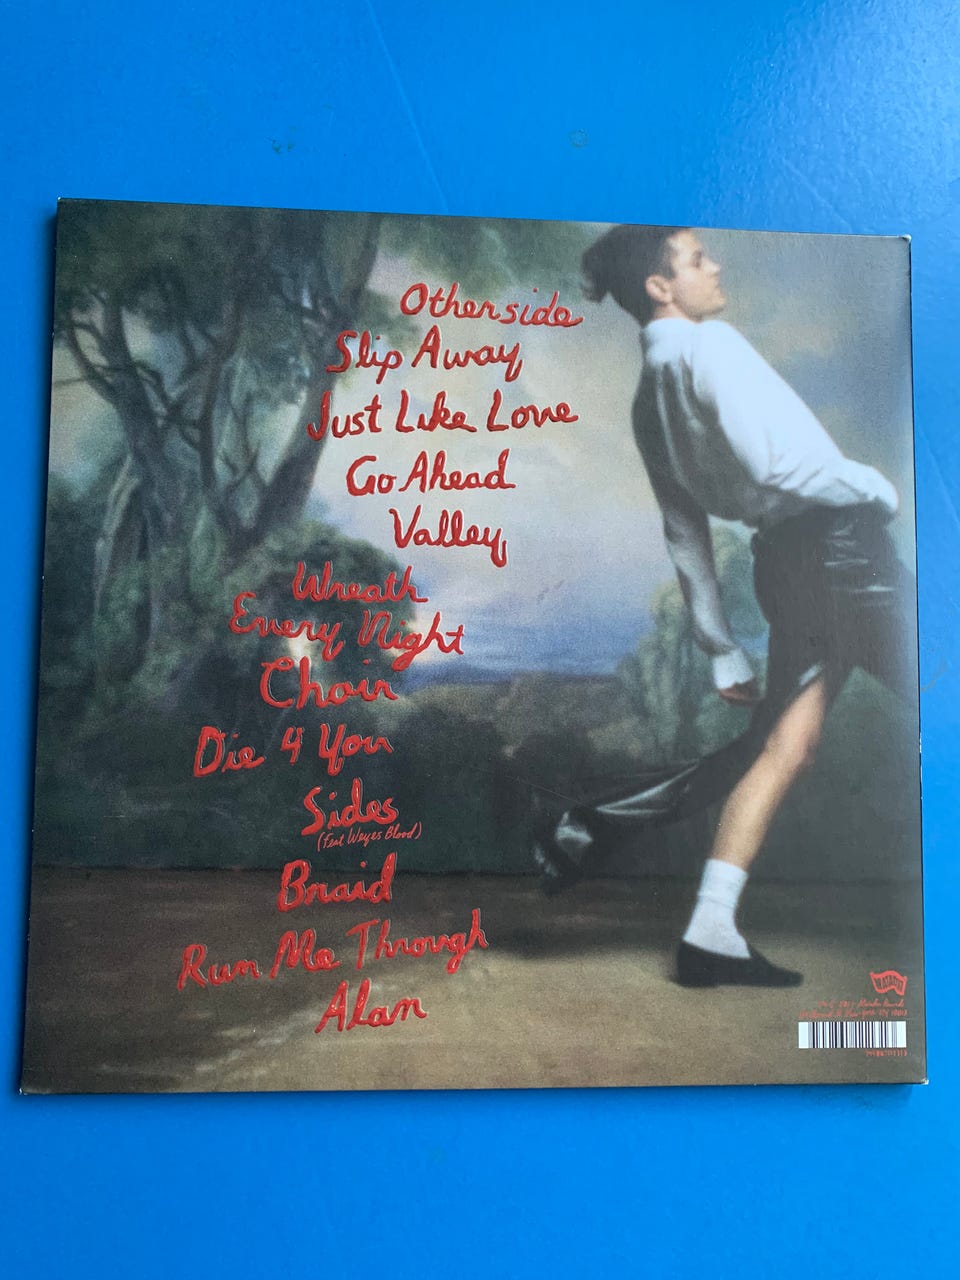 Otherside
Slip Away
Just Like Love
Go Ahead
Valley
Wreath
Every Night
Choir
Die 4 You
Sides
(Feat Weyes Blood)
Braid
Run Me Through
Alan
MATADOR